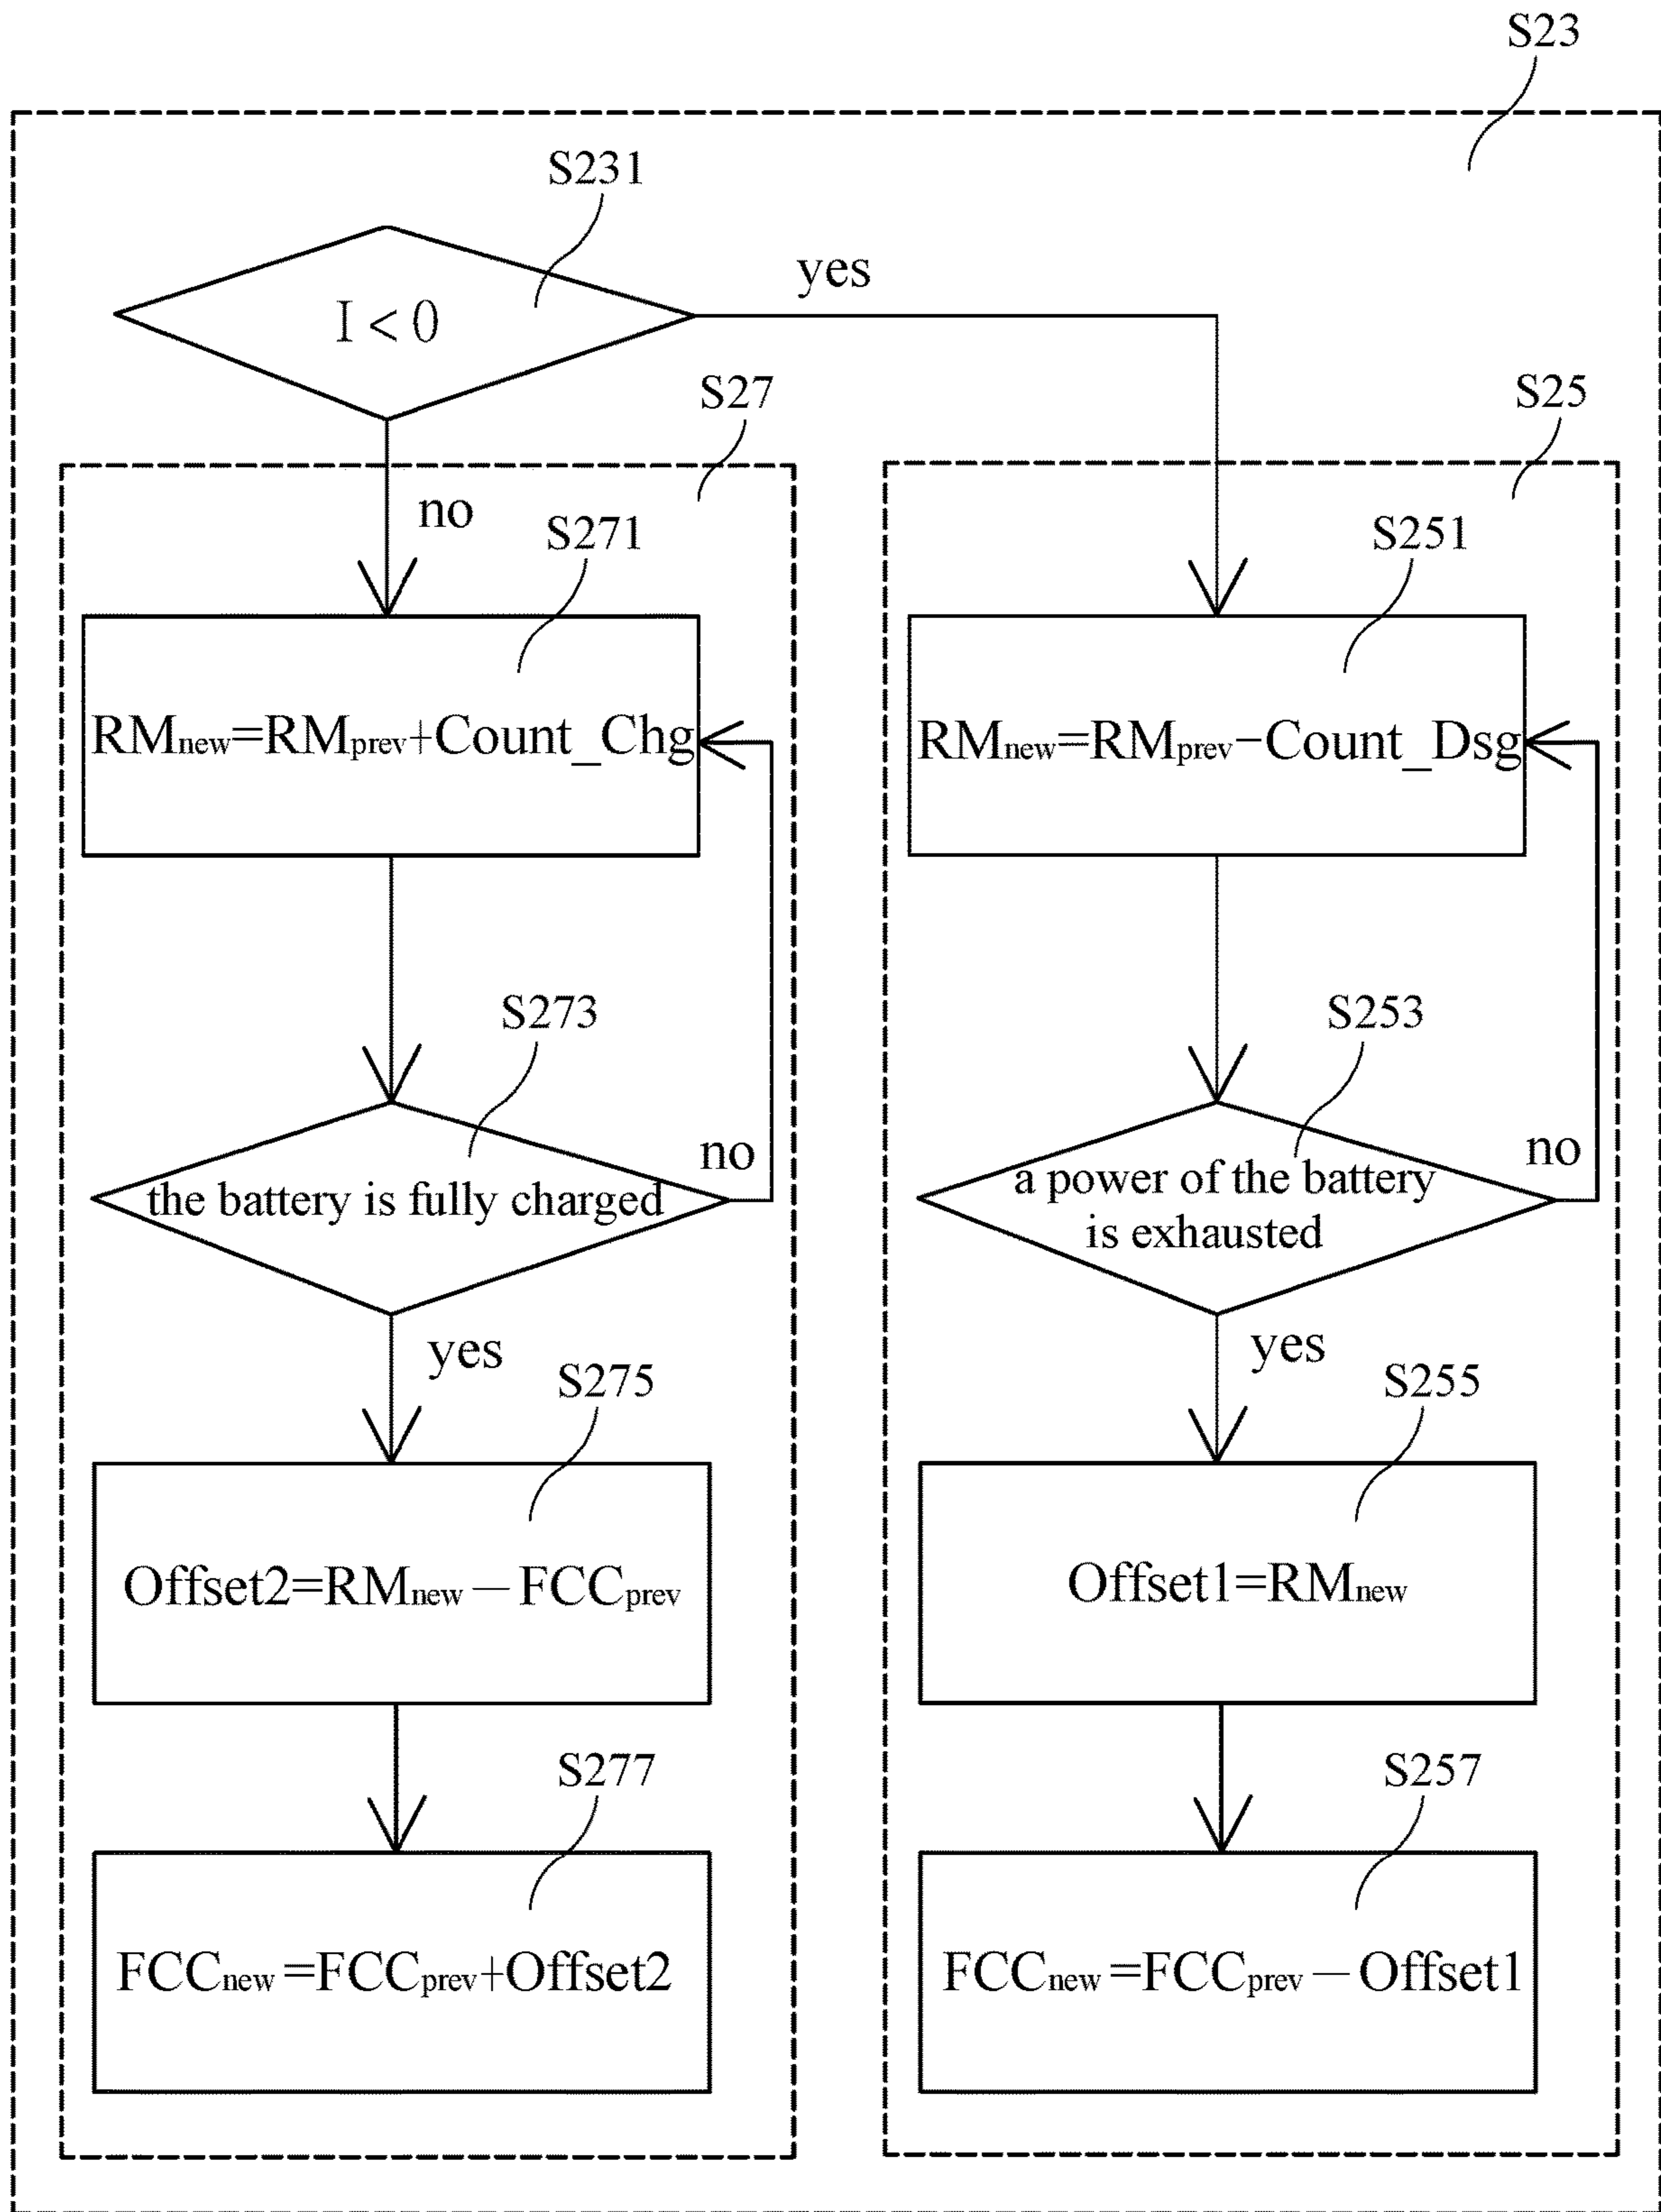 S23
S231
I < 0
yes
S27
S25
no
S271
S251
RMnew=RMprev+Count_Chg
RMnew=RMprev−Count_Dsg
S273
S253
the battery is fully charged
no
a power of the battery
is exhausted
no
yes
yes
S275
S255
Offset2=RMnew − FCCprev
Offset1=RMnew
S277
S257
FCCnew =FCCprev+Offset2
FCCnew =FCCprev − Offset1